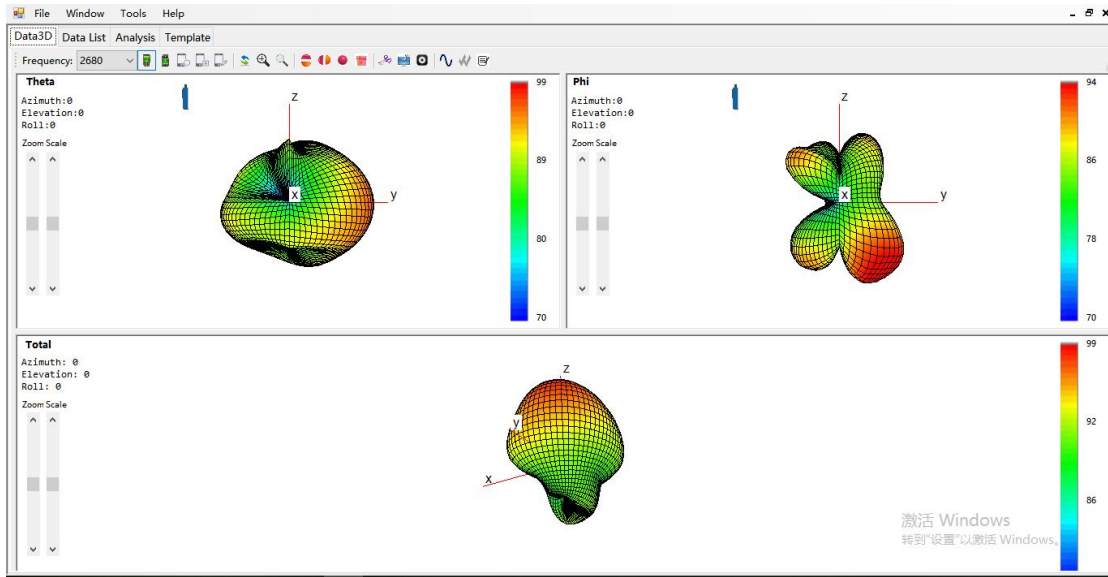 File Window Tools Help
Data3D Data List Analysis Template
Frequency: 2680
Theta
Azimuth:0
Elevation:0
Roll:0
Zoom Scale
z
x
y
99
89
80
70
Phi
Azimuth:0
Elevation:0
Roll:0
Zoom Scale
z
x
y
94
86
78
70
Total
Azimuth: 0
Elevation: 0
Roll: 0
Zoom Scale
z
y
x
99
92
86
激活 Windows
转到"设置"以激活 Windows。